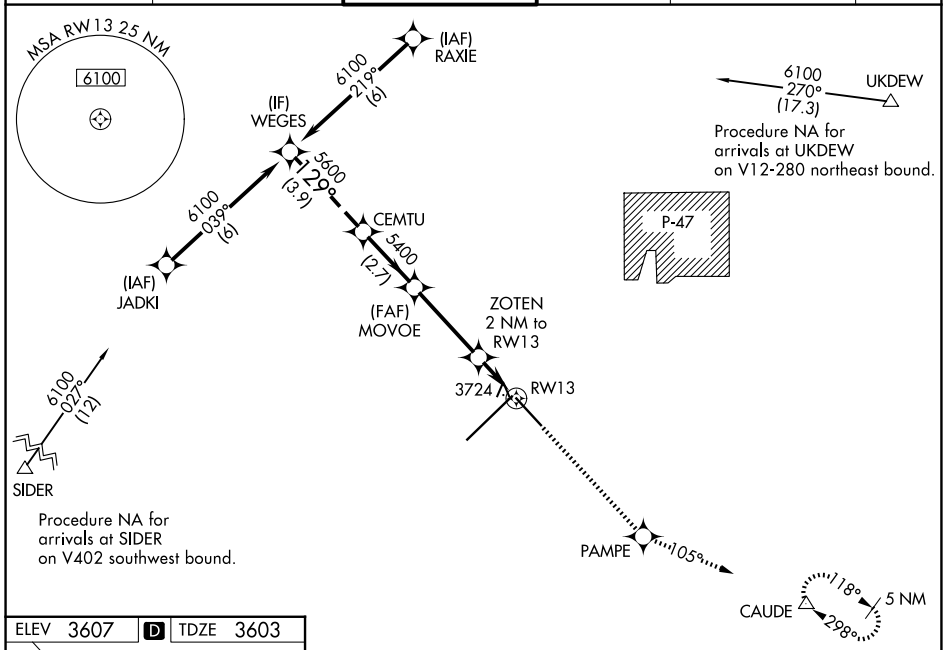 MSA RW 13 25 NM
6100
(IAF)
RAXIE
6100
219°
(6)
6100
270°
(17.3)
UKDEW
Procedure NA for
arrivals at UKDEW
on V12-280 northeast bound.
(IF)
WEGES
5600
129°
(3.9)
P-47
6100
039°
(6)
CEMTU
5400
(2.7)
(IAF)
JADKI
(FAF)
MOVOE
ZOTEN
2 NM to
RW13
3724
RW13
6100
027°
(12)
SIDER
Procedure NA for
arrivals at SIDER
on V402 southwest bound.
PAMPE
105°
CAUDE
118°
298°
5 NM
ELEV 3607 D TDZE 3603